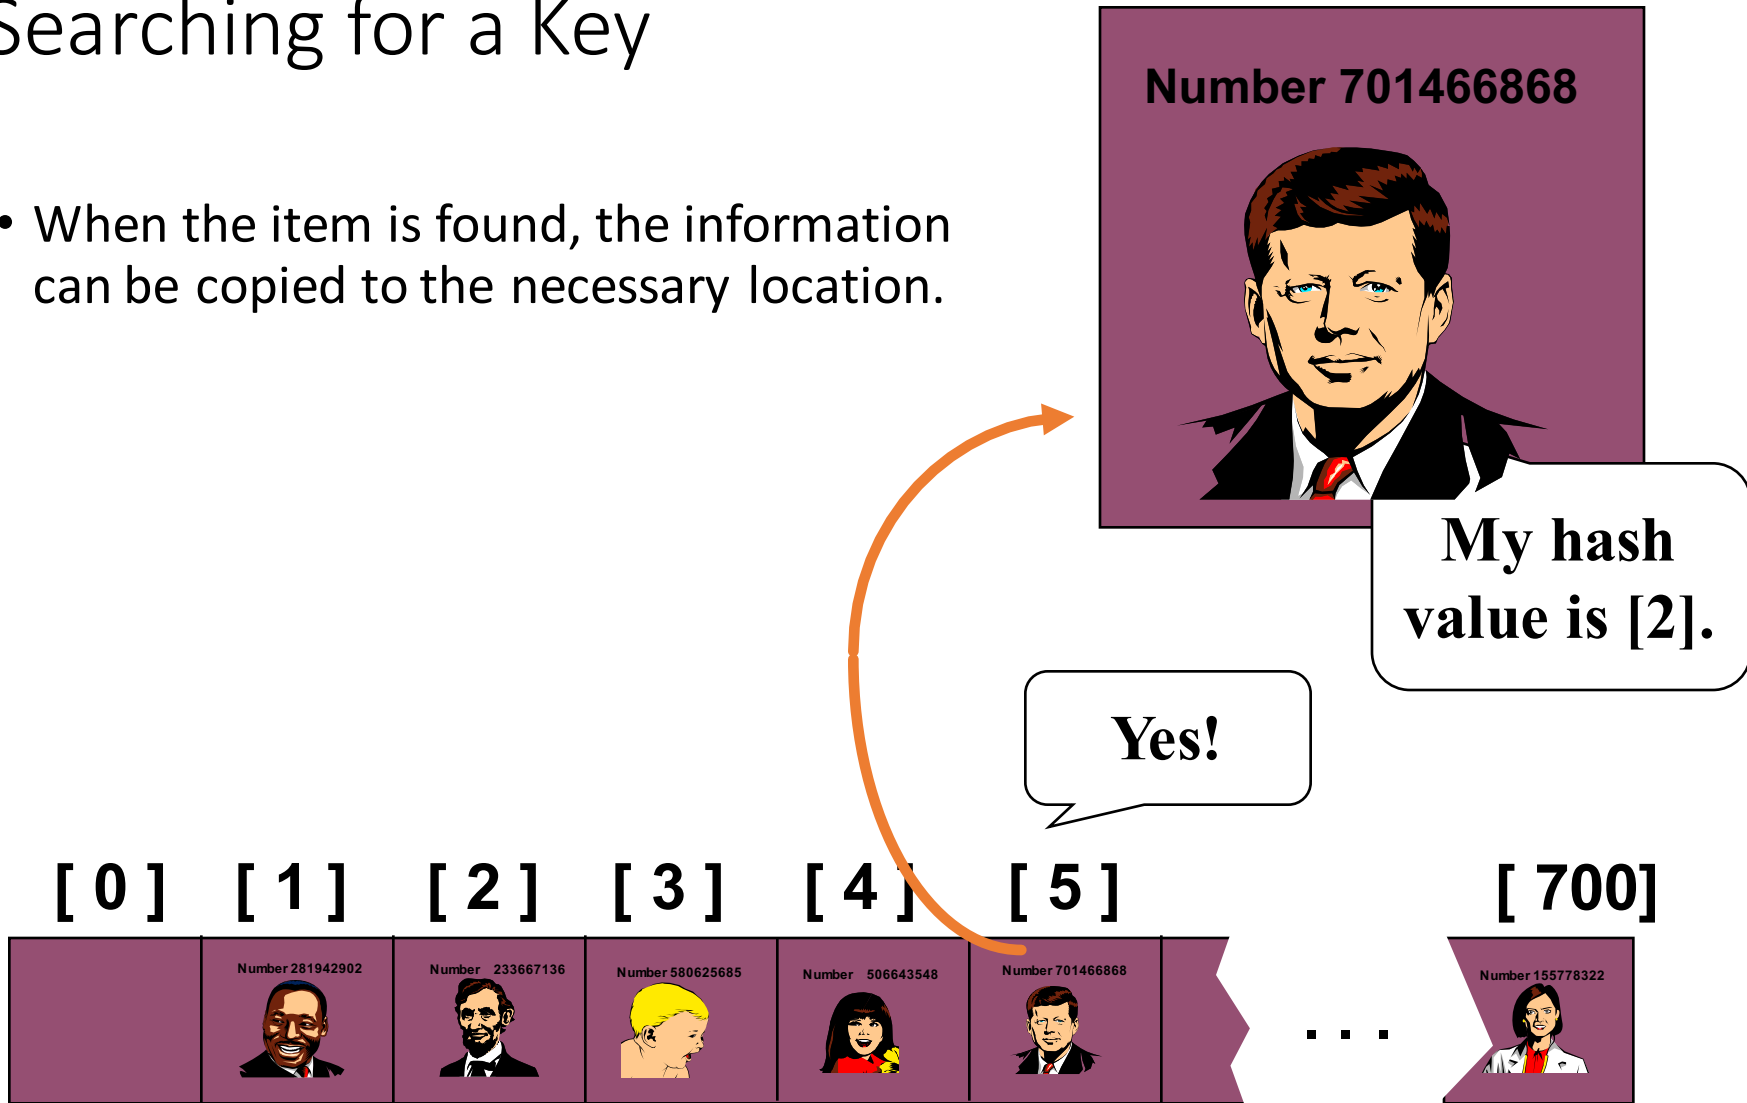 Searching for a Key
Number 701466868
• When the item is found, the information
can be copied to the necessary location.
My hash
value is [2].
Yes!
[ 0 ] [ 1 ] [ 2 ] [ 3 ] [ 4 ] [ 5 ] [ 700]
Number 281942902 Number 233667136 Number 580625685 Number 506643548 Number 701466868 Number 155778322
. . .